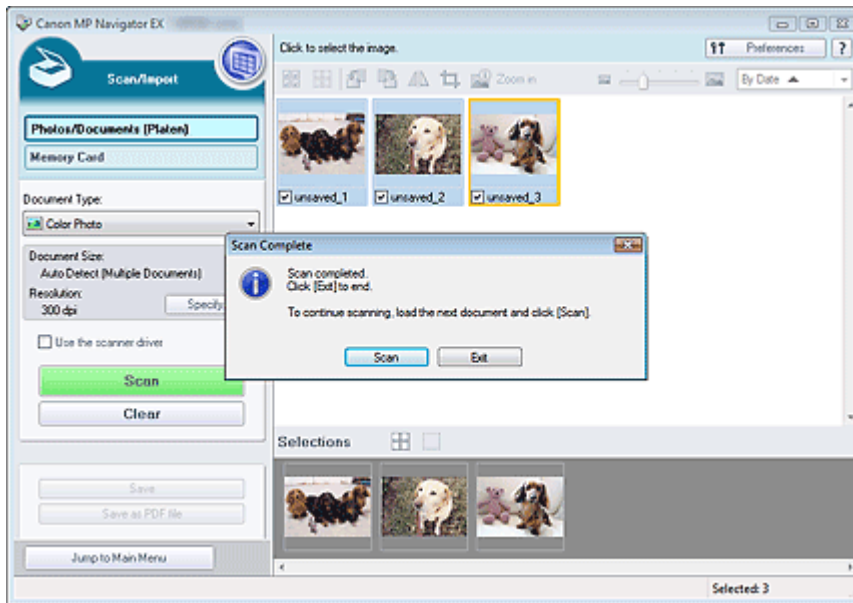 Canon MP Navigator EX
Scan/Import
Click to select the image.
Preferences
?
Zoom in
By Date
Photos/Documents (Platen)
Memory Card
unsaved_1
unsaved_2
unsaved_3
Document Type:
Color Photo
Document Size:
Auto Detect (Multiple Documents)
Resolution:
300 dpi
Specify
Use the scanner driver
Scan
Clear
Scan Complete
Scan completed.
Click [Exit] to end.
To continue scanning, load the next document and click [Scan].
Scan
Exit
Selections
Save
Save as PDF file
Jump to Main Menu
Selected: 3